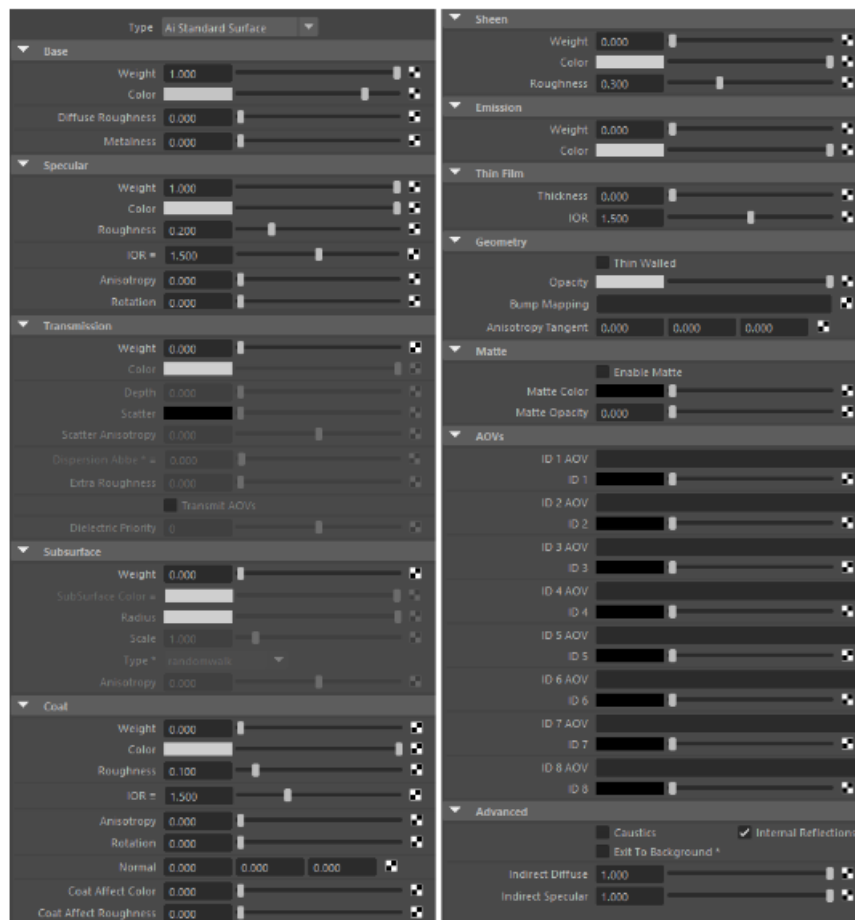 Type Ai Standard Surface
Base
Weight 1.000
Color
Diffuse Roughness 0.000
Metalness 0.000
Specular
Weight 1.000
Color
Roughness 0.200
IOR = 1.500
Anisotropy 0.000
Rotation 0.000
Transmission
Weight 0.000
Color
Depth 0.000
Scatter
Scatter Anisotropy 0.000
Dispersion Abbe * = 0.000
Extra Roughness 0.000
Transmit AOVs
Dielectric Priority 0
Subsurface
Weight 0.000
SubSurface Color =
Radius
Scale 1.000
Type * randomwalk
Anisotropy 0.000
Coat
Weight 0.000
Color
Roughness 0.100
IOR = 1.500
Anisotropy 0.000
Rotation 0.000
Normal 0.000 0.000 0.000
Coat Affect Color 0.000
Coat Affect Roughness 0.000
Sheen
Weight 0.000
Color
Roughness 0.300
Emission
Weight 0.000
Color
Thin Film
Thickness 0.000
IOR 1.500
Geometry
Thin Walled
Opacity
Bump Mapping
Anisotropy Tangent 0.000 0.000 0.000
Matte
Enable Matte
Matte Color
Matte Opacity 0.000
AOVs
ID 1 AOV
ID 1
ID 2 AOV
ID 2
ID 3 AOV
ID 3
ID 4 AOV
ID 4
ID 5 AOV
ID 5
ID 6 AOV
ID 6
ID 7 AOV
ID 7
ID 8 AOV
ID 8
Advanced
Caustics Internal Reflections
Exit To Background *
Indirect Diffuse 1.000
Indirect Specular 1.000